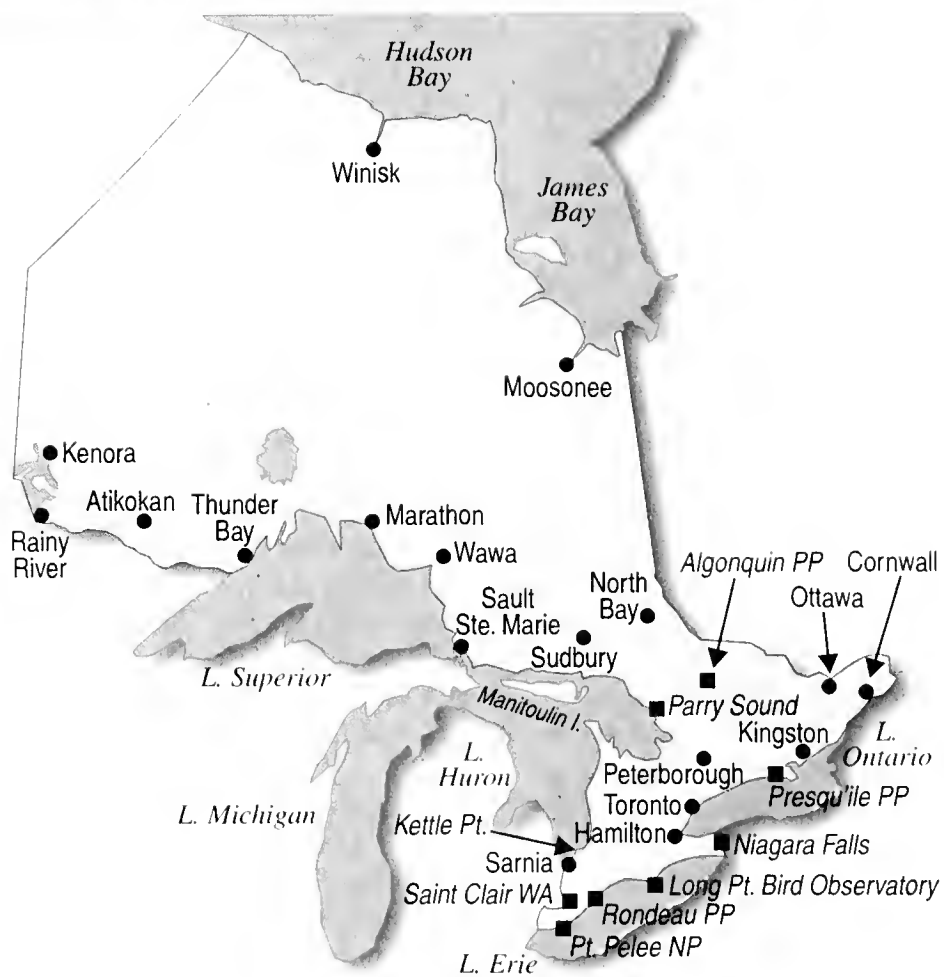 Hudson
Bay
Winisk
James
Bay
Moosonee
Kenora
Atikokan
Thunder
Bay
Marathon
Rainy
River
Wawa
Algonquin PP
Cornwall
North
Bay
Ottawa
Sault
Ste. Marie
Sudbury
L. Superior
Manitoulin I.
Parry Sound
Kingston
L.
Ontario
L.
Huron
Peterborough
Presqu'ile PP
L. Michigan
Toronto
Kettle Pt.
Hamilton
Niagara Falls
Sarnia
Saint Clair WA
Long Pt. Bird Observatory
Rondeau PP
Pt. Pelee NP
L. Erie